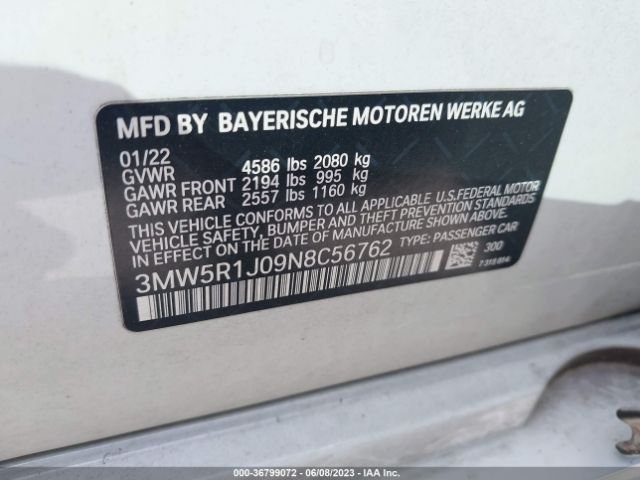 MFD BY BAYERISCHE MOTOREN WERKE AG
01/22
GVWR 4586 lbs 2080 kg
GAWR FRONT 2194 lbs 995 kg
GAWR REAR 2557 lbs 1160 kg
THIS VEHICLE CONFORMS TO ALL APPLICABLE U.S.FEDERAL MOTOR
VEHICLE SAFETY, BUMPER AND THEFT PREVENTION STANDARDS
IN EFFECT ON THE DATE OF MANUFACTURE SHOWN ABOVE.
3MW5R1J09N8C56762 TYPE: PASSENGER CAR
300
7 313 814
000-36799072 | 06/08/2023 | IAA Inc.